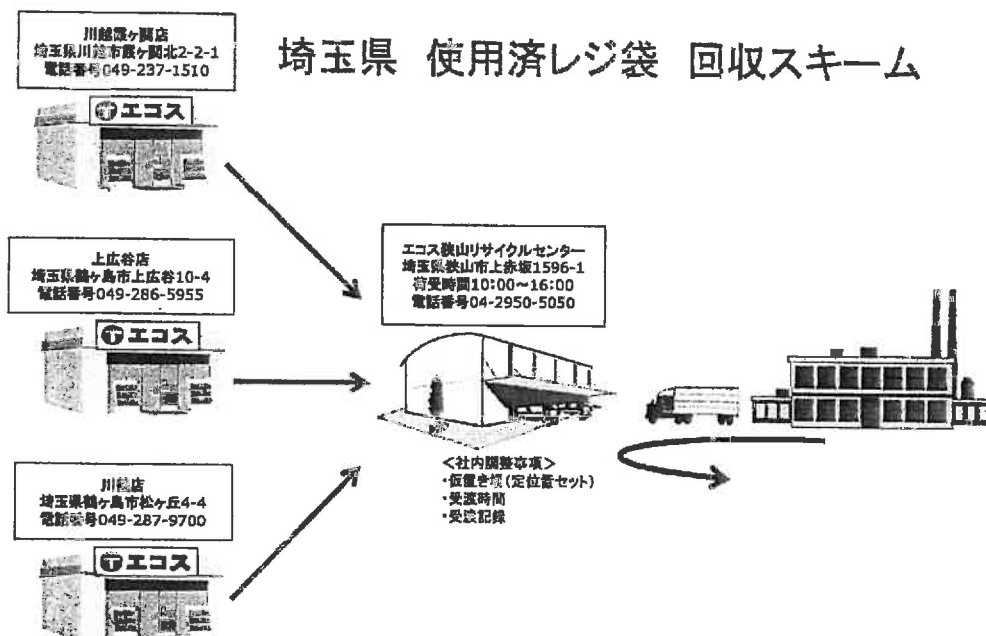 埼玉県 使用済レジ袋 回収スキーム
川越霞ヶ関店
埼玉県川越市霞ヶ関北2-2-1
電話番号049-237-1510
エコス
上広谷店
埼玉県鶴ヶ島市上広谷10-4
電話番号049-286-5955
エコス
川鶴店
埼玉県鶴ヶ島市松ヶ丘4-4
電話番号049-287-9700
エコス
エコス狭山リサイクルセンター
埼玉県狭山市上赤坂1596-1
荷受時間10:00～16:00
電話番号04-2950-5050
＜社内調整事項＞
・仮置き場(定位置セット)
・受渡時間
・受渡記録